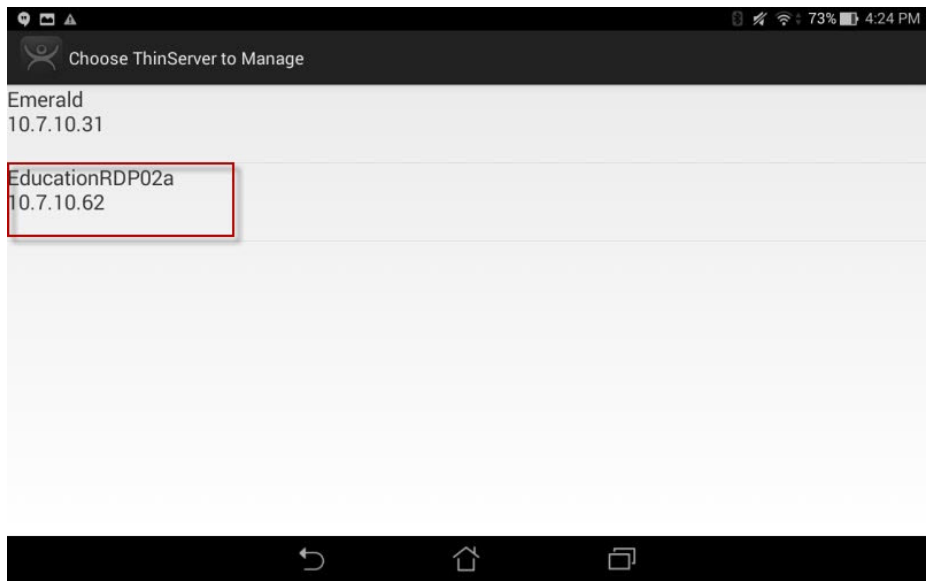 73% 4:24 PM
Choose ThinServer to Manage
Emerald
10.7.10.31
EducationRDP02a
10.7.10.62